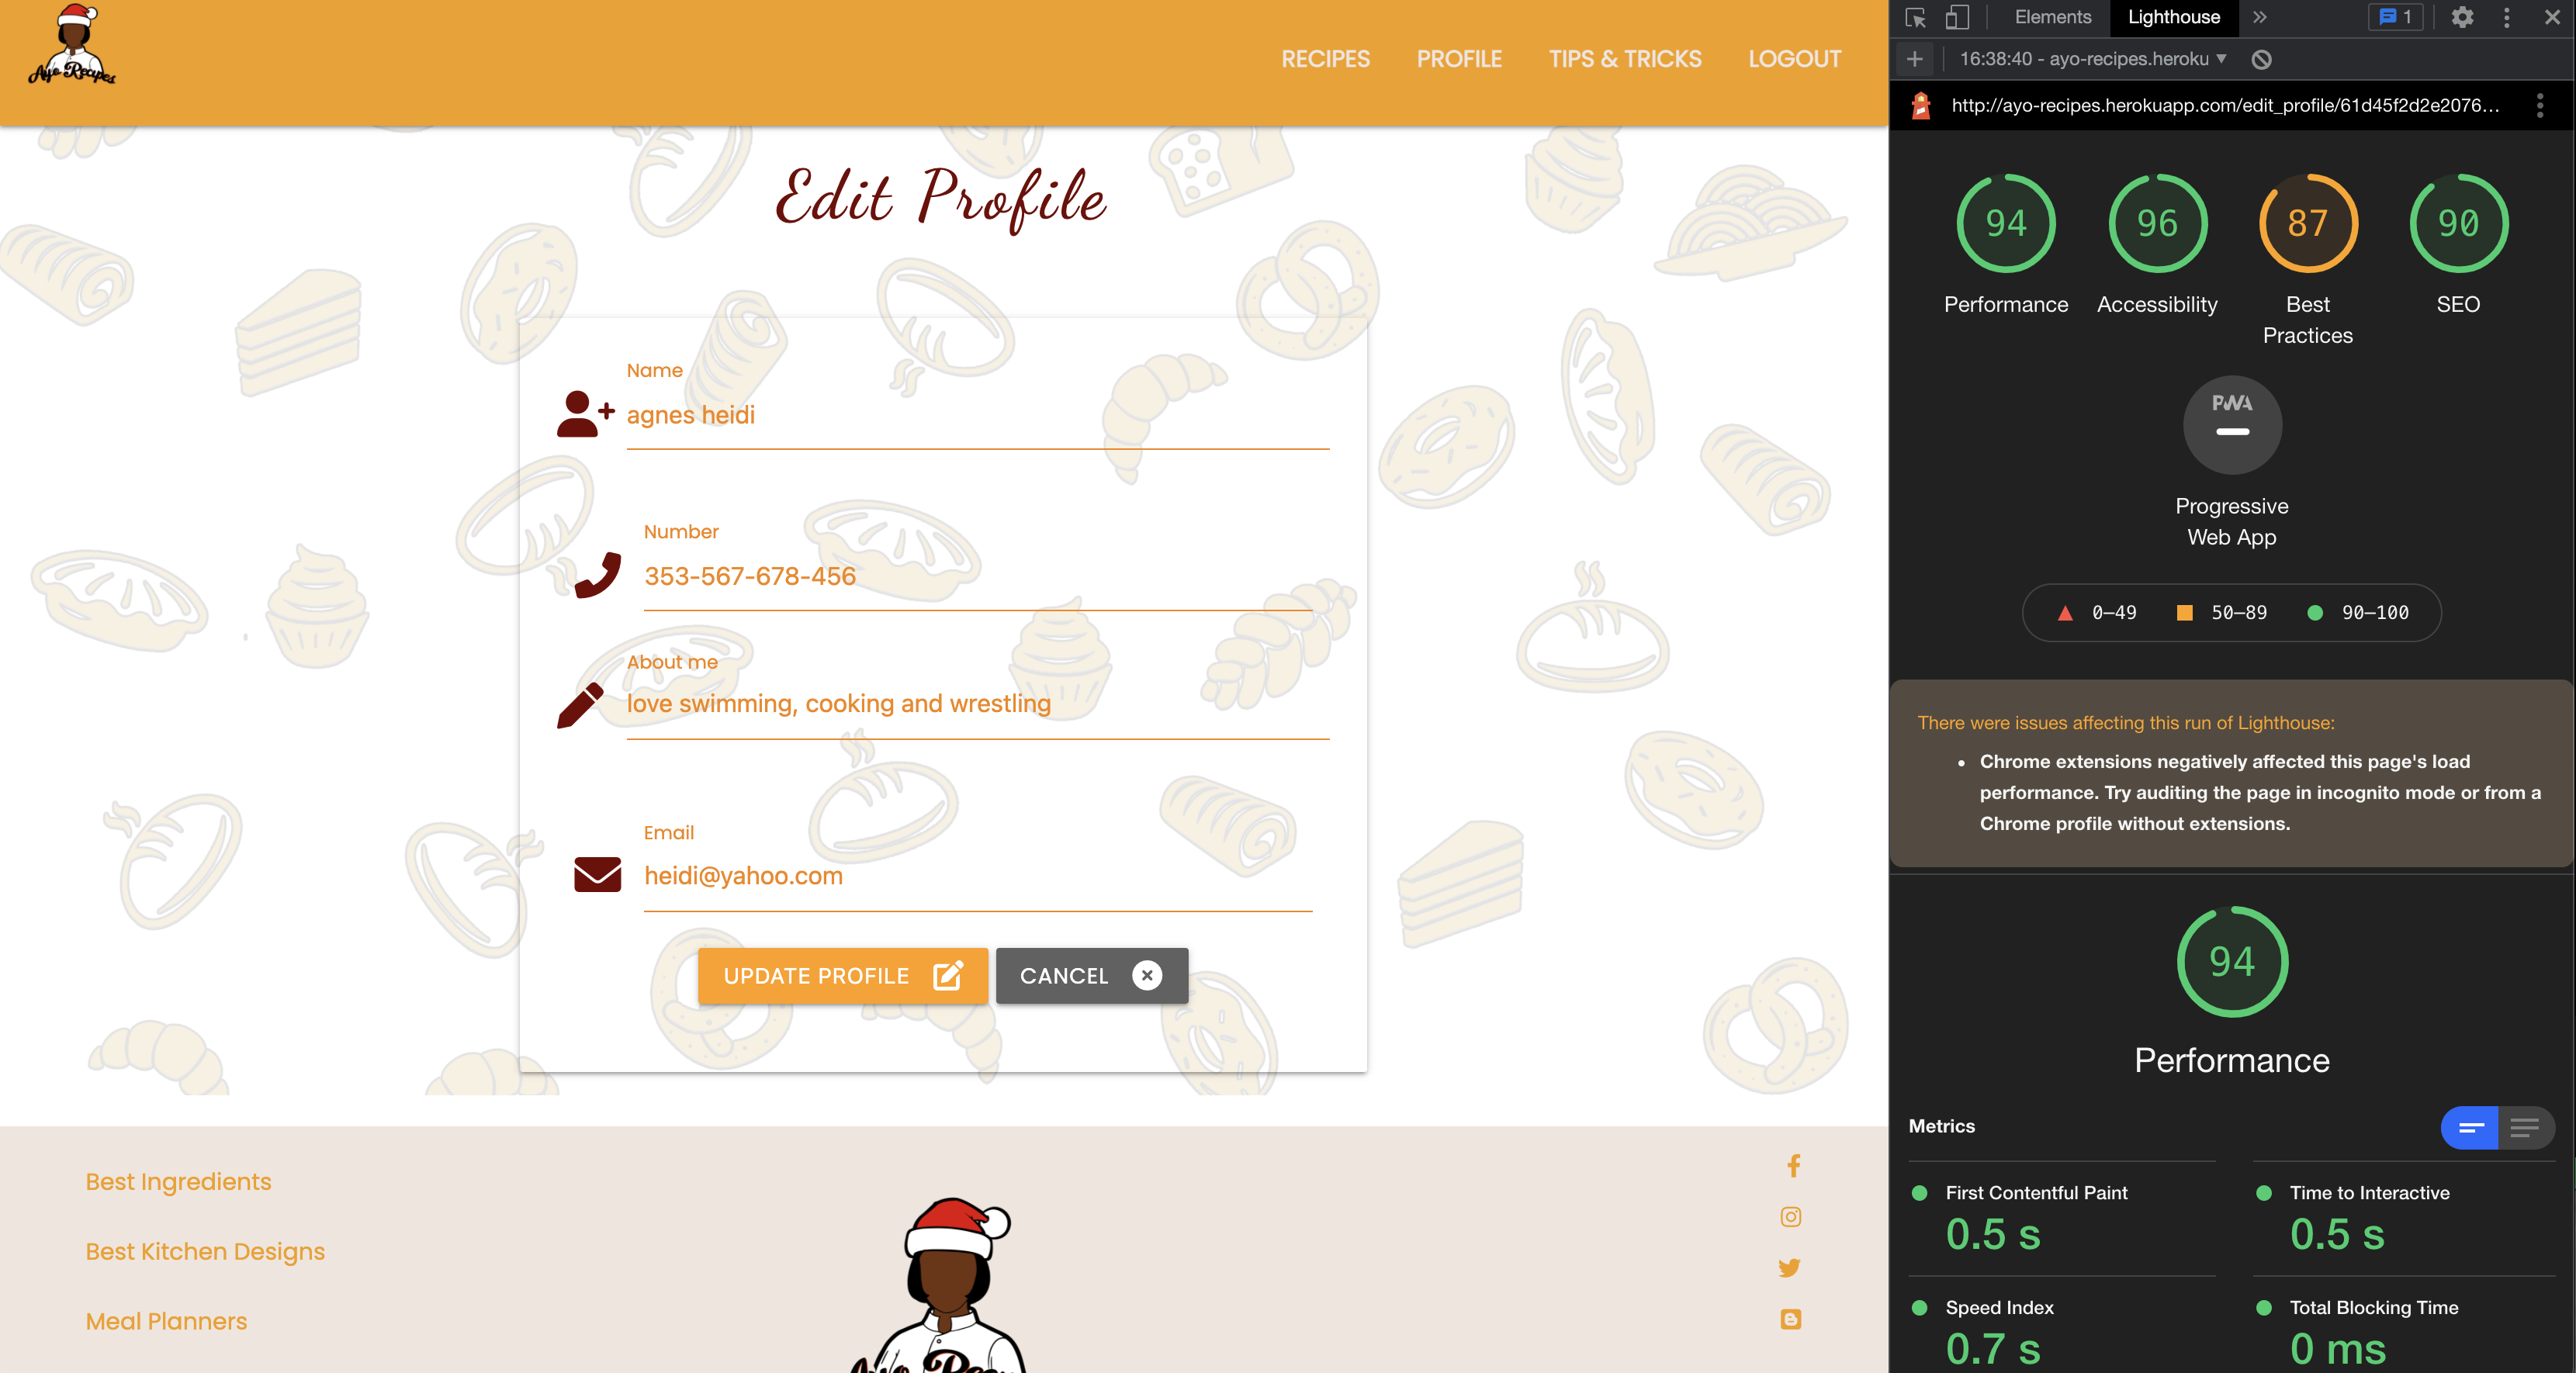 Ayo Recipes
RECIPES PROFILE TIPS & TRICKS LOGOUT
Edit Profile
Name
agnes heidi
Number
353-567-678-456
About me
love swimming, cooking and wrestling
Email
heidi@yahoo.com
UPDATE PROFILE CANCEL
Best Ingredients
Best Kitchen Designs
Meal Planners
Elements Lighthouse 1
16:38:40 - ayo-recipes.heroku
http://ayo-recipes.herokuapp.com/edit_profile/61d45f2d2e2076…
94 96 87 90
Performance Accessibility Best Practices SEO
PWA
Progressive
Web App
0–49 50–89 90–100
There were issues affecting this run of Lighthouse:
Chrome extensions negatively affected this page's load
performance. Try auditing the page in incognito mode or from a
Chrome profile without extensions.
94
Performance
Metrics
First Contentful Paint Time to Interactive
0.5 s 0.5 s
Speed Index Total Blocking Time
0.7 s 0 ms